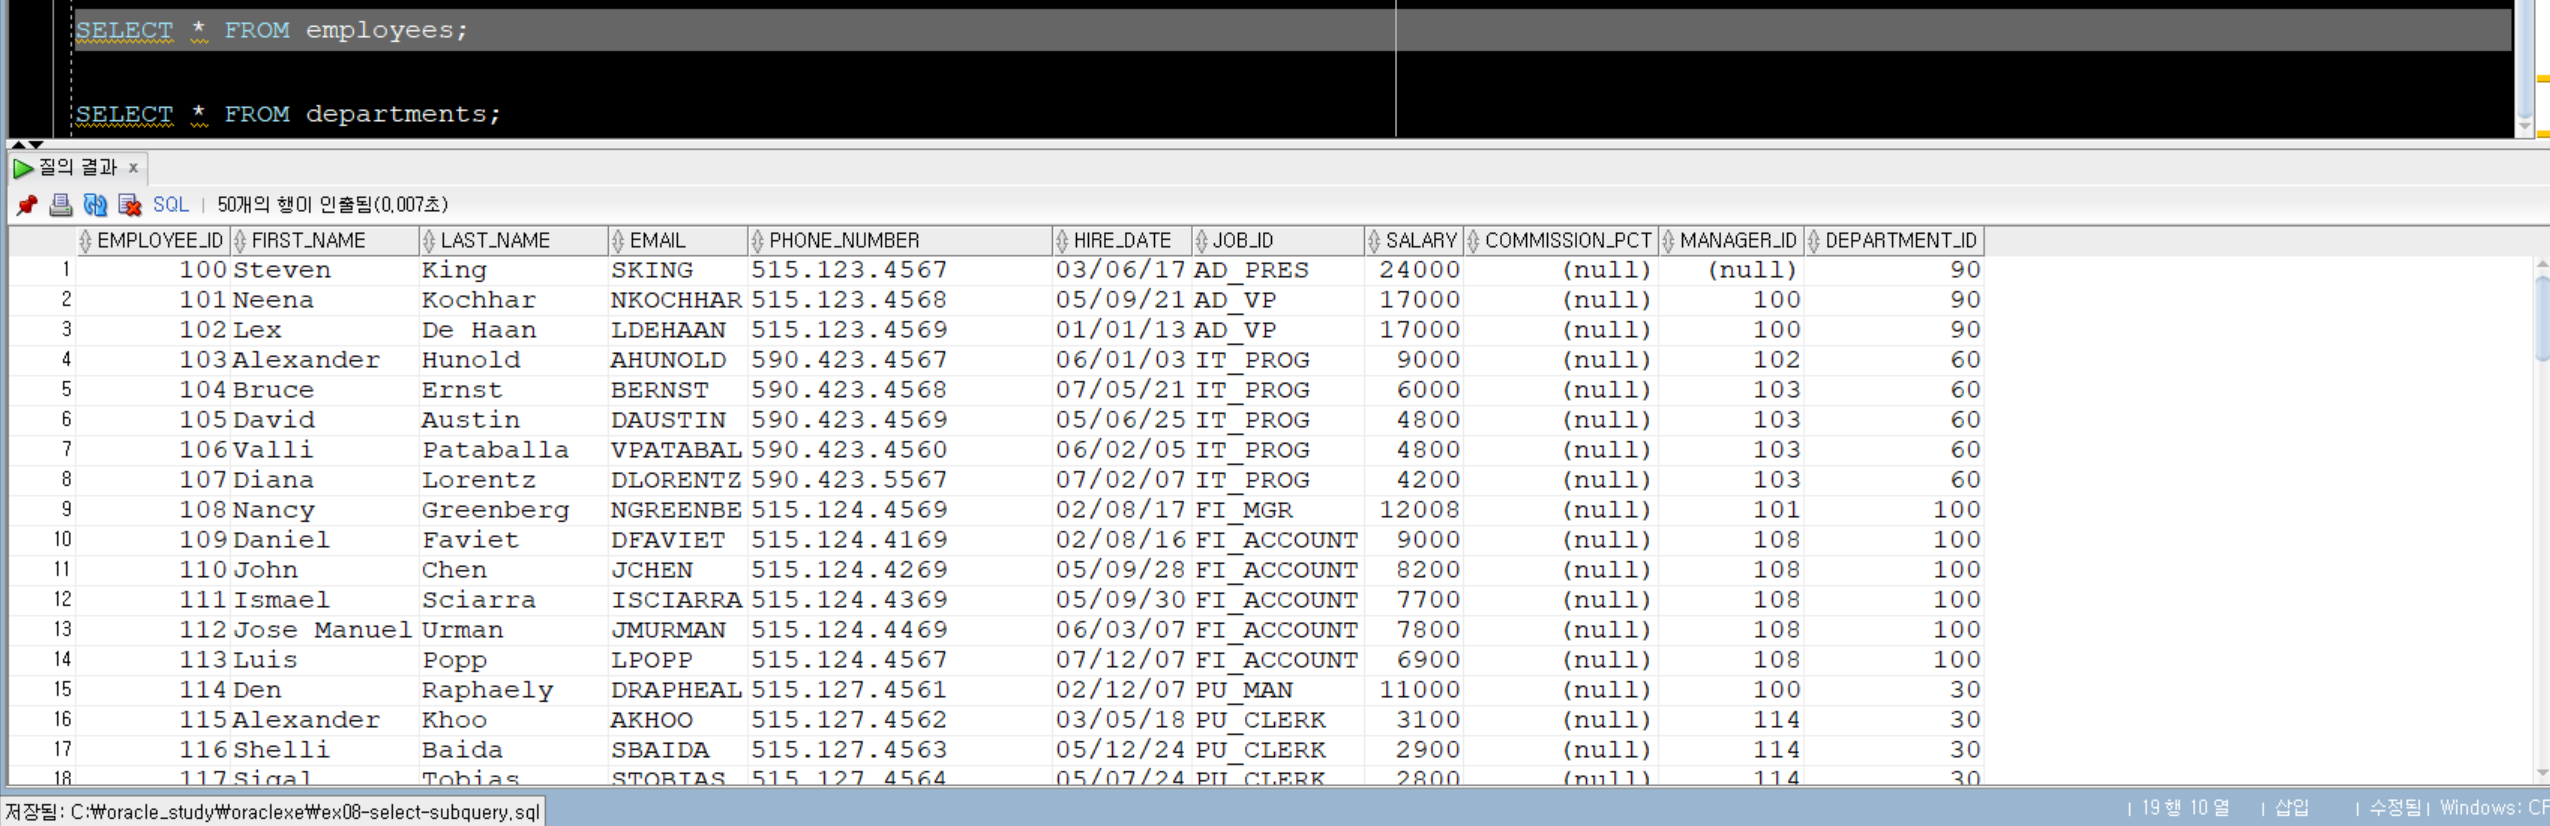 SELECT * FROM employees;
SELECT * FROM departments;
질의 결과 x
SQL | 50개의 행이 인출됨(0,007초)
EMPLOYEE_ID FIRST_NAME LAST_NAME EMAIL PHONE_NUMBER HIRE_DATE JOB_ID SALARY COMMISSION_PCT MANAGER_ID DEPARTMENT_ID
1 100 Steven King SKING 515.123.4567 03/06/17 AD_PRES 24000 (null) (null) 90
2 101 Neena Kochhar NKOCHHAR 515.123.4568 05/09/21 AD_VP 17000 (null) 100 90
3 102 Lex De Haan LDEHAAN 515.123.4569 01/01/13 AD_VP 17000 (null) 100 90
4 103 Alexander Hunold AHUNOLD 590.423.4567 06/01/03 IT_PROG 9000 (null) 102 60
5 104 Bruce Ernst BERNST 590.423.4568 07/05/21 IT_PROG 6000 (null) 103 60
6 105 David Austin DAUSTIN 590.423.4569 05/06/25 IT_PROG 4800 (null) 103 60
7 106 Valli Pataballa VPATABAL 590.423.4560 06/02/05 IT_PROG 4800 (null) 103 60
8 107 Diana Lorentz DLORENTZ 590.423.5567 07/02/07 IT_PROG 4200 (null) 103 60
9 108 Nancy Greenberg NGREENBE 515.124.4569 02/08/17 FI_MGR 12008 (null) 101 100
10 109 Daniel Faviet DFAVIET 515.124.4169 02/08/16 FI_ACCOUNT 9000 (null) 108 100
11 110 John Chen JCHEN 515.124.4269 05/09/28 FI_ACCOUNT 8200 (null) 108 100
12 111 Ismael Sciarra ISCIARRA 515.124.4369 05/09/30 FI_ACCOUNT 7700 (null) 108 100
13 112 Jose Manuel Urman JMURMAN 515.124.4469 06/03/07 FI_ACCOUNT 7800 (null) 108 100
14 113 Luis Popp LPOPP 515.124.4567 07/12/07 FI_ACCOUNT 6900 (null) 108 100
15 114 Den Raphaely DRAPHEAL 515.127.4561 02/12/07 PU_MAN 11000 (null) 100 30
16 115 Alexander Khoo AKHOO 515.127.4562 03/05/18 PU_CLERK 3100 (null) 114 30
17 116 Shelli Baida SBAIDA 515.127.4563 05/12/24 PU_CLERK 2900 (null) 114 30
18 117 Sigal Tobias STOBIAS 515.127.4564 05/07/24 PU_CLERK 2800 (null) 114 30
저장됨: C:₩oracle_study₩oraclexe₩ex08-select-subquery,sql | 19 행 10 열 | 삽입 | 수정됨 | Windows: CF